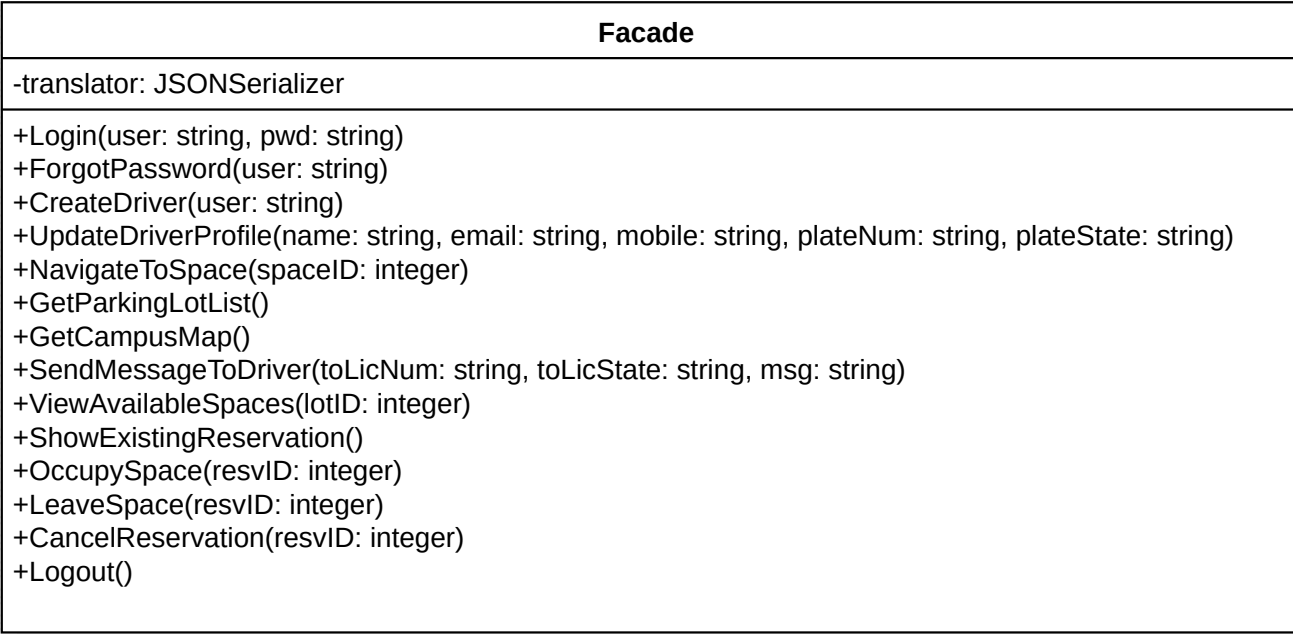 Facade
-translator: JSONSerializer
+Login(user: string, pwd: string)
+ForgotPassword(user: string)
+CreateDriver(user: string)
+UpdateDriverProfile(name: string, email: string, mobile: string, plateNum: string, plateState: string)
+NavigateToSpace(spaceID: integer)
+GetParkingLotList()
+GetCampusMap()
+SendMessageToDriver(toLicNum: string, toLicState: string, msg: string)
+ViewAvailableSpaces(lotID: integer)
+ShowExistingReservation()
+OccupySpace(resvID: integer)
+LeaveSpace(resvID: integer)
+CancelReservation(resvID: integer)
+Logout()